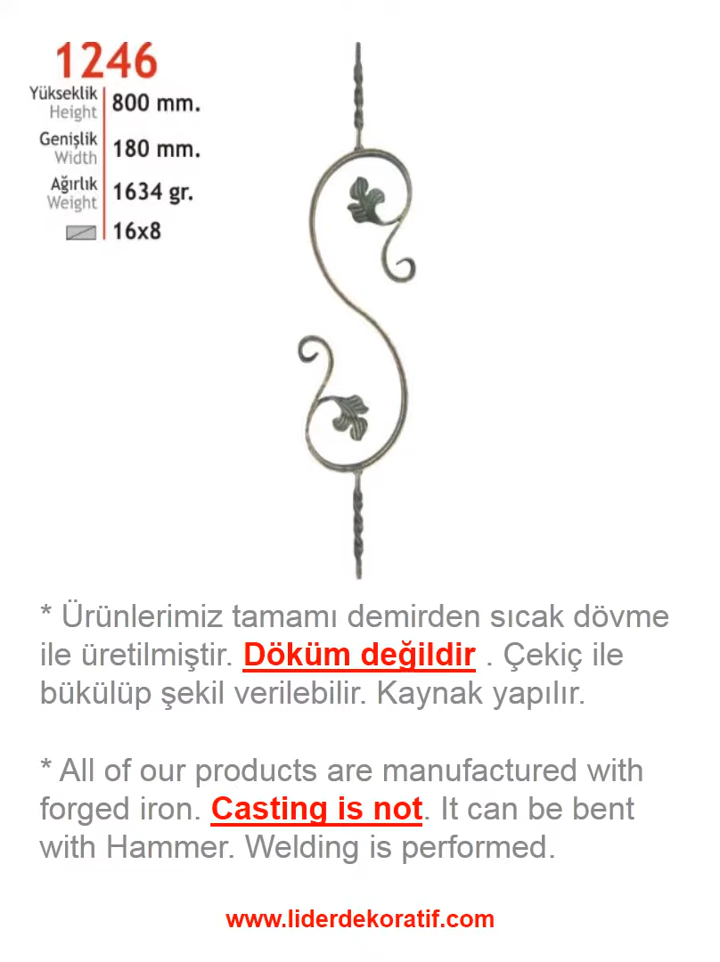 1246
Yükseklik
Height
800 mm.
Genişlik
Width
180 mm.
Ağırlık
Weight
1634 gr.
16x8
* Ürünlerimiz tamamı demirden sıcak dövme
ile üretilmiştir. Döküm değildir . Çekiç ile
bükülüp şekil verilebilir. Kaynak yapılır.
* All of our products are manufactured with
forged iron. Casting is not. It can be bent
with Hammer. Welding is performed.
www.liderdekoratif.com